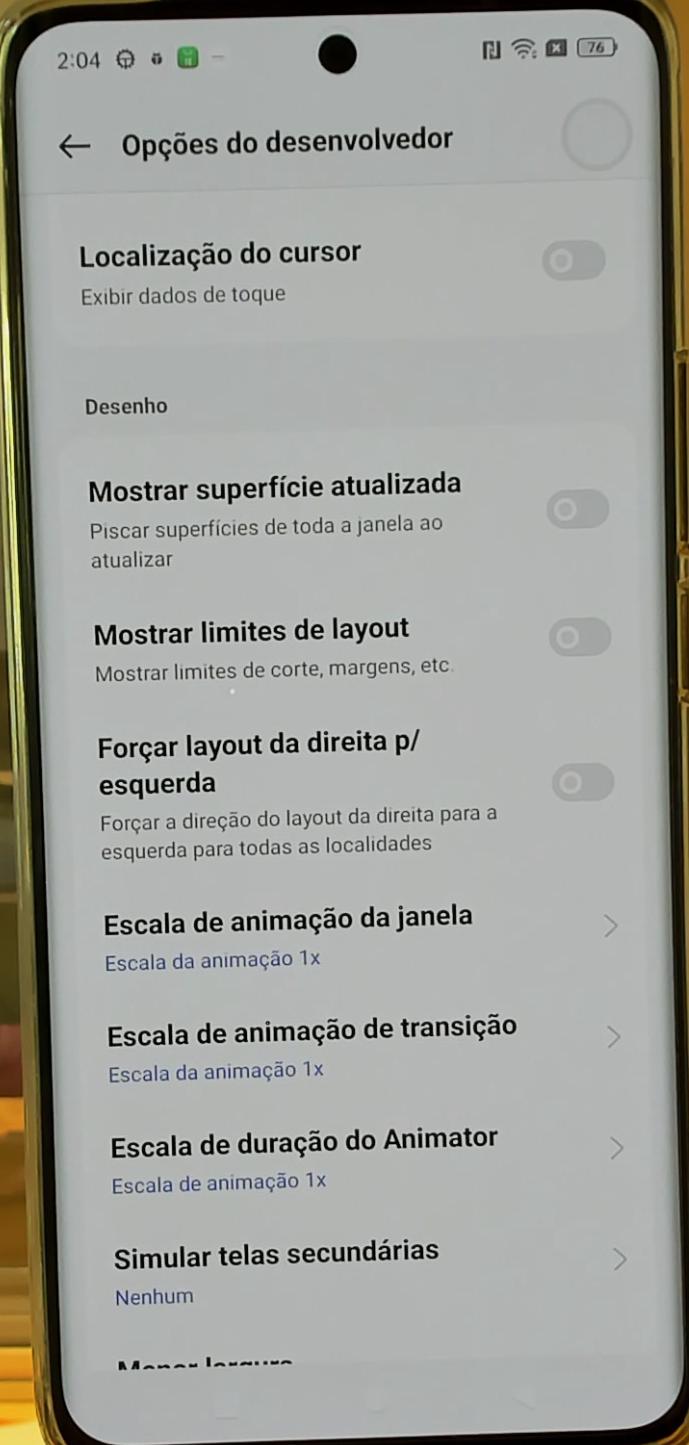 2:04
76
Opções do desenvolvedor
Localização do cursor
Exibir dados de toque
Desenho
Mostrar superfície atualizada
Piscar superfícies de toda a janela ao
atualizar
Mostrar limites de layout
Mostrar limites de corte, margens, etc.
Forçar layout da direita p/
esquerda
Forçar a direção do layout da direita para a
esquerda para todas as localidades
Escala de animação da janela
Escala da animação 1x
Escala de animação de transição
Escala da animação 1x
Escala de duração do Animator
Escala de animação 1x
Simular telas secundárias
Nenhum